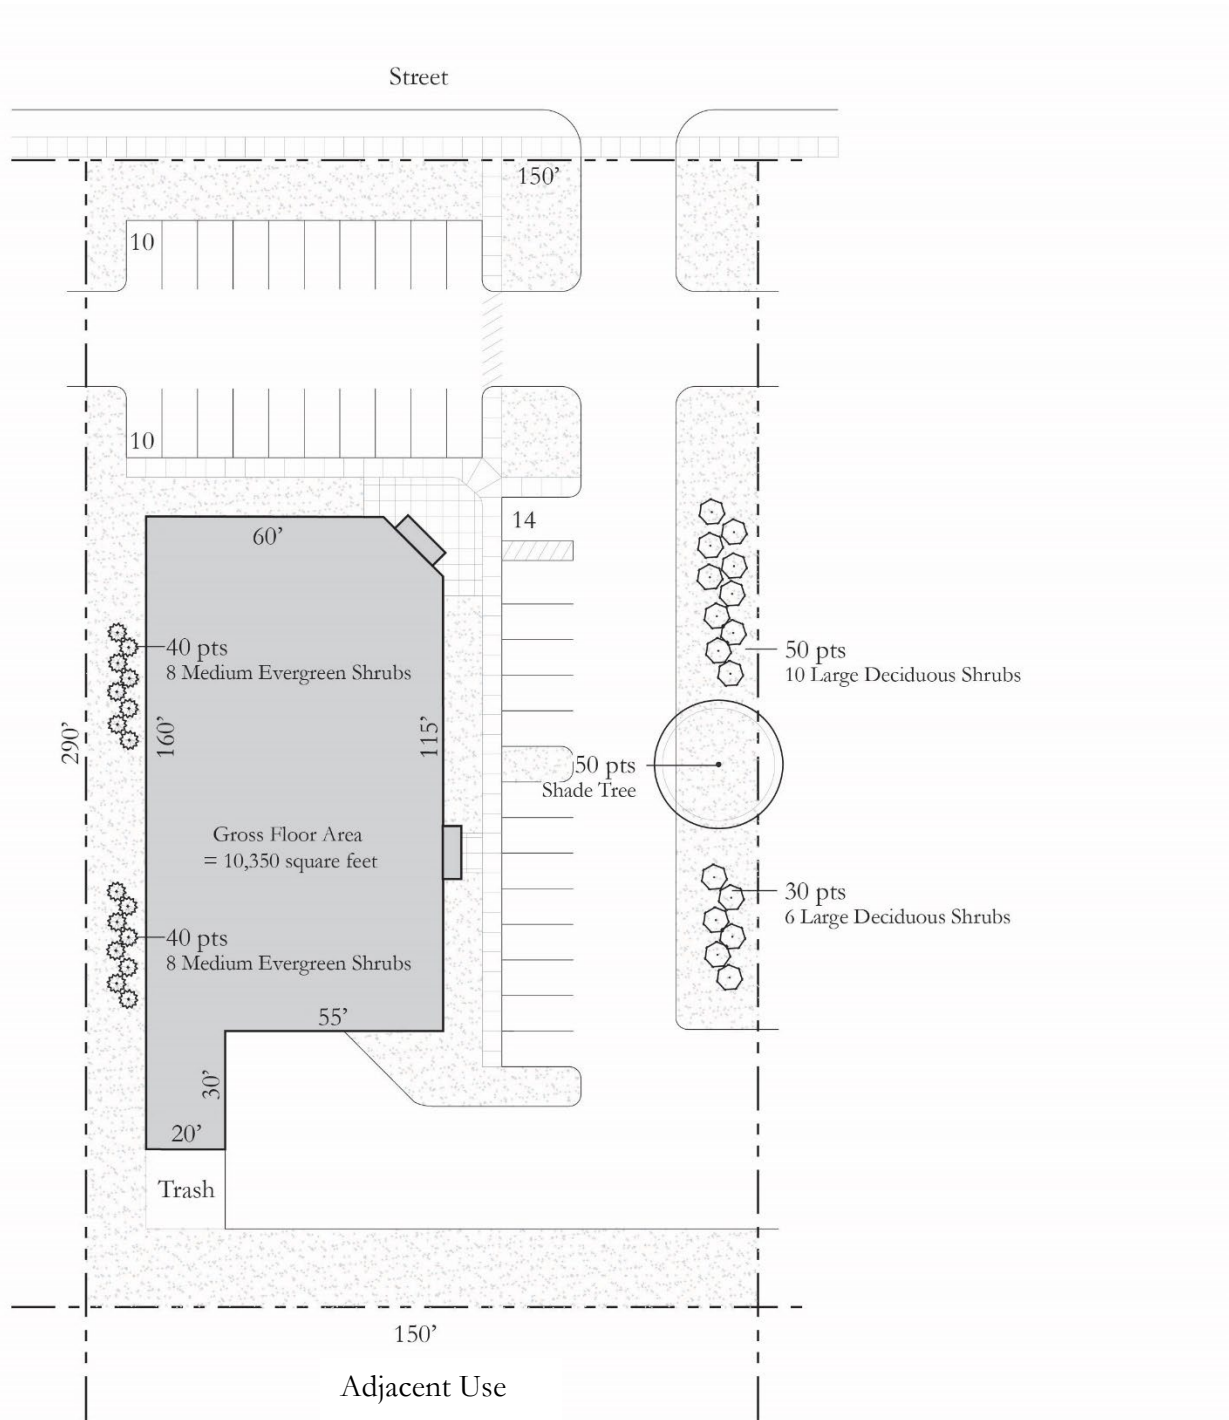 Street
150’
10
10
14
60’
40 pts
8 Medium Evergreen Shrubs
50 pts
10 Large Deciduous Shrubs
290’
160’
115’
50 pts
Shade Tree
Gross Floor Area
= 10,350 square feet
30 pts
6 Large Deciduous Shrubs
40 pts
8 Medium Evergreen Shrubs
55’
30’
20’
Trash
150’
Adjacent Use